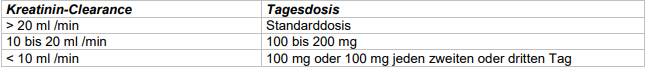 Kreatinin-Clearance Tagesdosis
> 20 ml /min Standarddosis
10 bis 20 ml /min 100 bis 200 mg
< 10 ml /min 100 mg oder 100 mg jeden zweiten oder dritten Tag